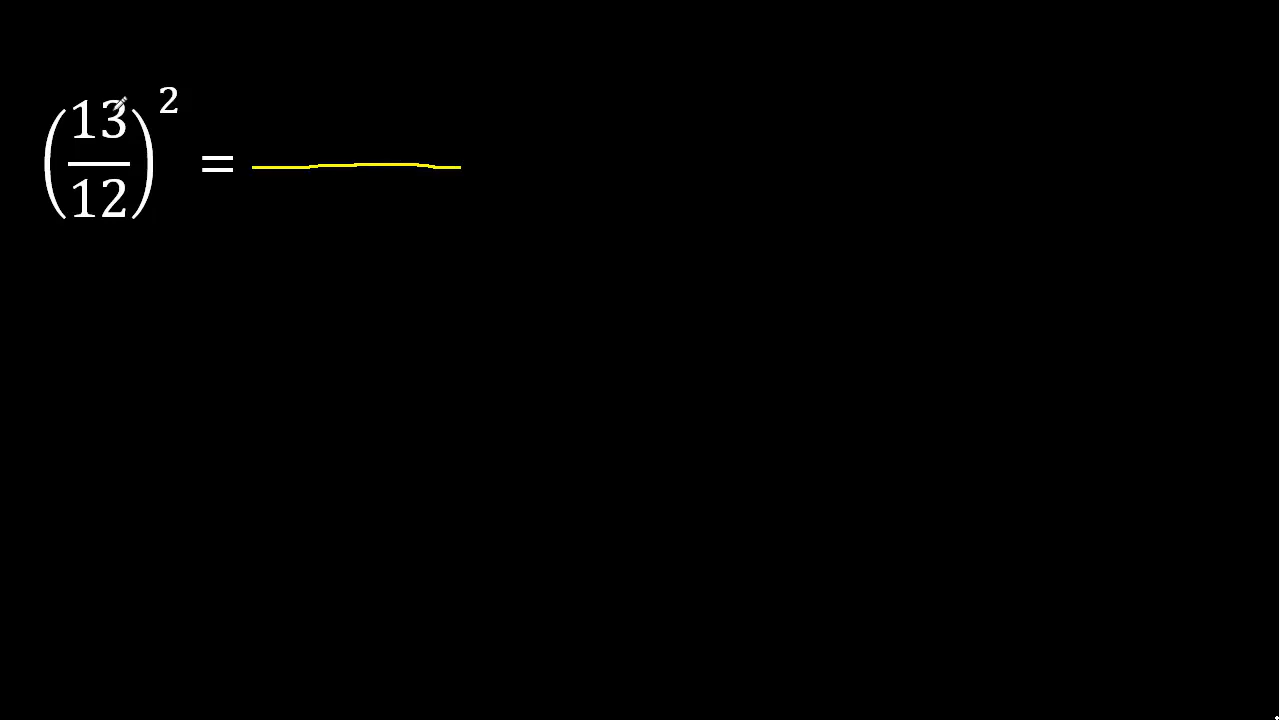 (13/12)² =